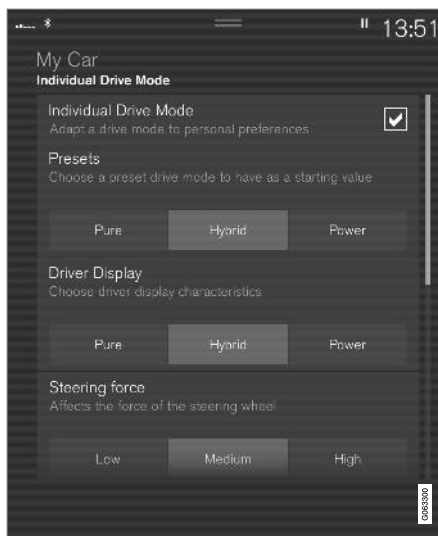 13:51
My Car
Individual Drive Mode
Individual Drive Mode
Adapt a drive mode to personal preferences
Presets
Choose a preset drive mode to have as a starting value
Pure Hybrid Power
Driver Display
Choose driver display characteristics
Pure Hybrid Power
Steering force
Affects the force of the steering wheel
Low Medium High
G063300